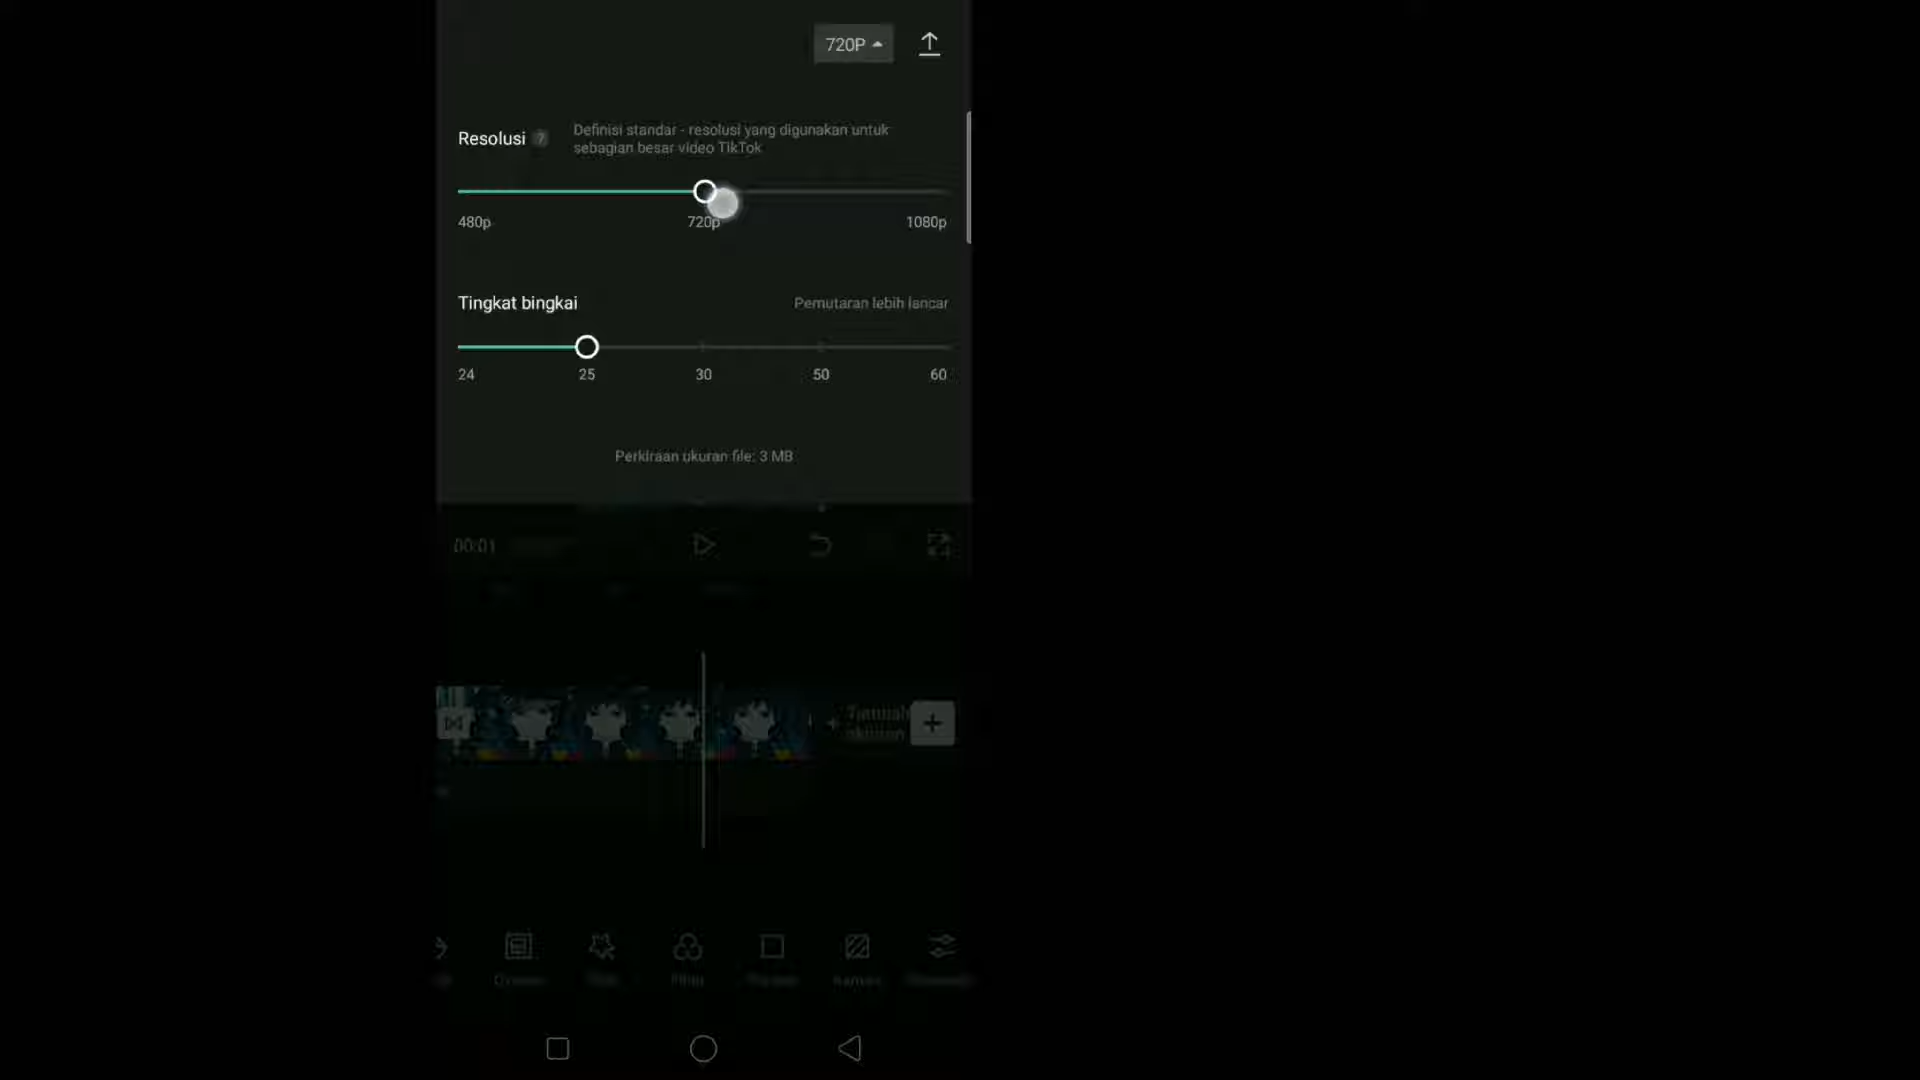 720P
Resolusi ?
Definisi standar - resolusi yang digunakan untuk
sebagian besar video TikTok
480p 720p 1080p
Tingkat bingkai Pemutaran lebih lancar
24 25 30 50 60
Perkiraan ukuran file: 3 MB
00:01
Filter